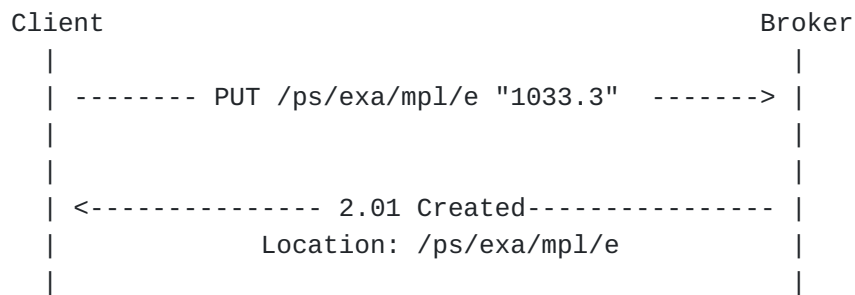 Client                                          Broker
  |                                               |
  | -------- PUT /ps/exa/mpl/e "1033.3"  -------> |
  |                                               |
  |                                               |
  | <--------------- 2.01 Created---------------- |
  |             Location: /ps/exa/mpl/e           |
  |                                               |